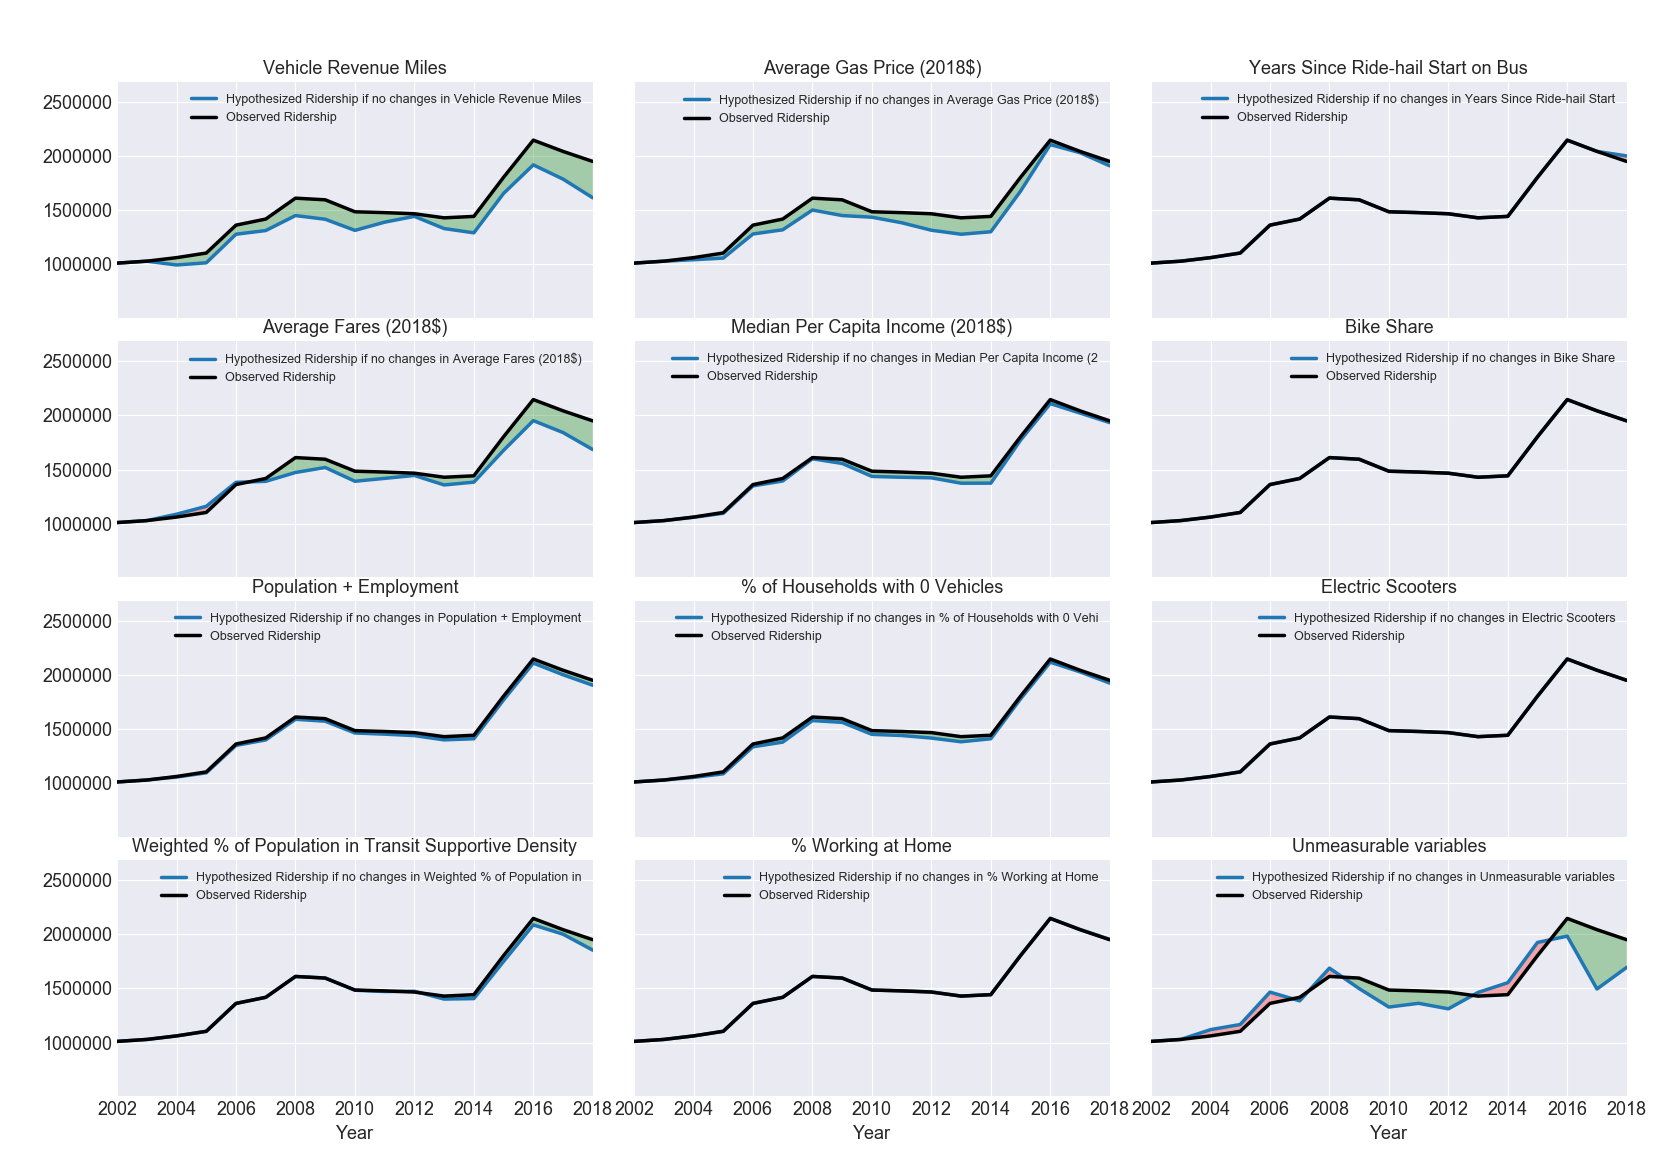 Vehicle Revenue Miles
2500000
2000000
1500000
1000000
Hypothesized Ridership if no changes in Vehicle Revenue Miles
Observed Ridership
Average Gas Price (2018$)
Hypothesized Ridership if no changes in Average Gas Price (2018$)
Observed Ridership
Years Since Ride-hail Start on Bus
Hypothesized Ridership if no changes in Years Since Ride-hail Start
Observed Ridership
Average Fares (2018$)
2500000
2000000
1500000
1000000
Hypothesized Ridership if no changes in Average Fares (2018$)
Observed Ridership
Median Per Capita Income (2018$)
Hypothesized Ridership if no changes in Median Per Capita Income (2
Observed Ridership
Bike Share
Hypothesized Ridership if no changes in Bike Share
Observed Ridership
Population + Employment
2500000
2000000
1500000
1000000
Hypothesized Ridership if no changes in Population + Employment
Observed Ridership
% of Households with 0 Vehicles
Hypothesized Ridership if no changes in % of Households with 0 Vehi
Observed Ridership
Electric Scooters
Hypothesized Ridership if no changes in Electric Scooters
Observed Ridership
Weighted % of Population in Transit Supportive Density
2500000
2000000
1500000
1000000
Hypothesized Ridership if no changes in Weighted % of Population in
Observed Ridership
2002 2004 2006 2008 2010 2012 2014 2016 2018
Year
% Working at Home
Hypothesized Ridership if no changes in % Working at Home
Observed Ridership
2002 2004 2006 2008 2010 2012 2014 2016 2018
Year
Unmeasurable variables
Hypothesized Ridership if no changes in Unmeasurable variables
Observed Ridership
2002 2004 2006 2008 2010 2012 2014 2016 2018
Year